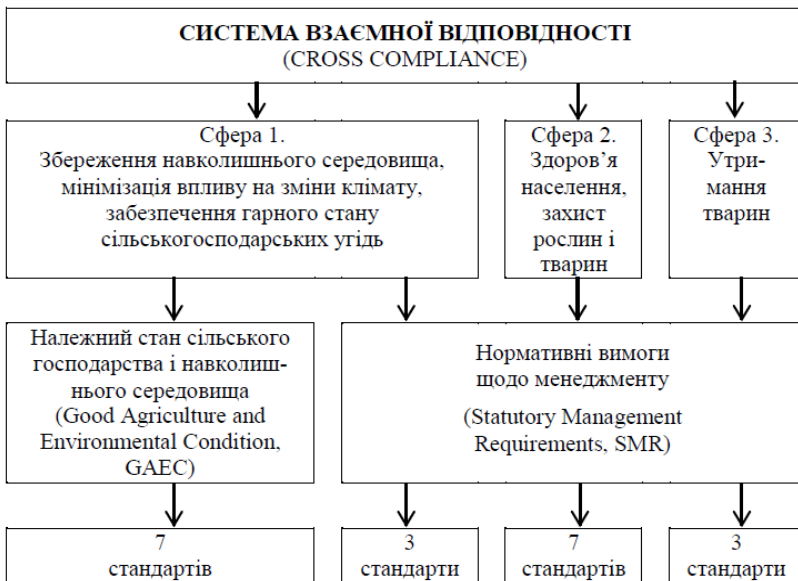 СИСТЕМА ВЗАЄМНОЇ ВІДПОВІДНОСТІ
(CROSS COMPLIANCE)
Сфера 1.
Збереження навколишнього середовища,
мінімізація впливу на зміни клімату,
забезпечення гарного стану
сільськогосподарських угідь
Сфера 2.
Здоров’я
населення,
захист
рослин і
тварин
Сфера 3.
Утри-
мання
тварин
Належний стан сільського
господарства і навколиш-
нього середовища
(Good Agriculture and
Environmental Condition,
GAEC)
Нормативні вимоги
щодо менеджменту
(Statutory Management
Requirements, SMR)
7
стандартів
3
стандарти
7
стандартів
3
стандарти